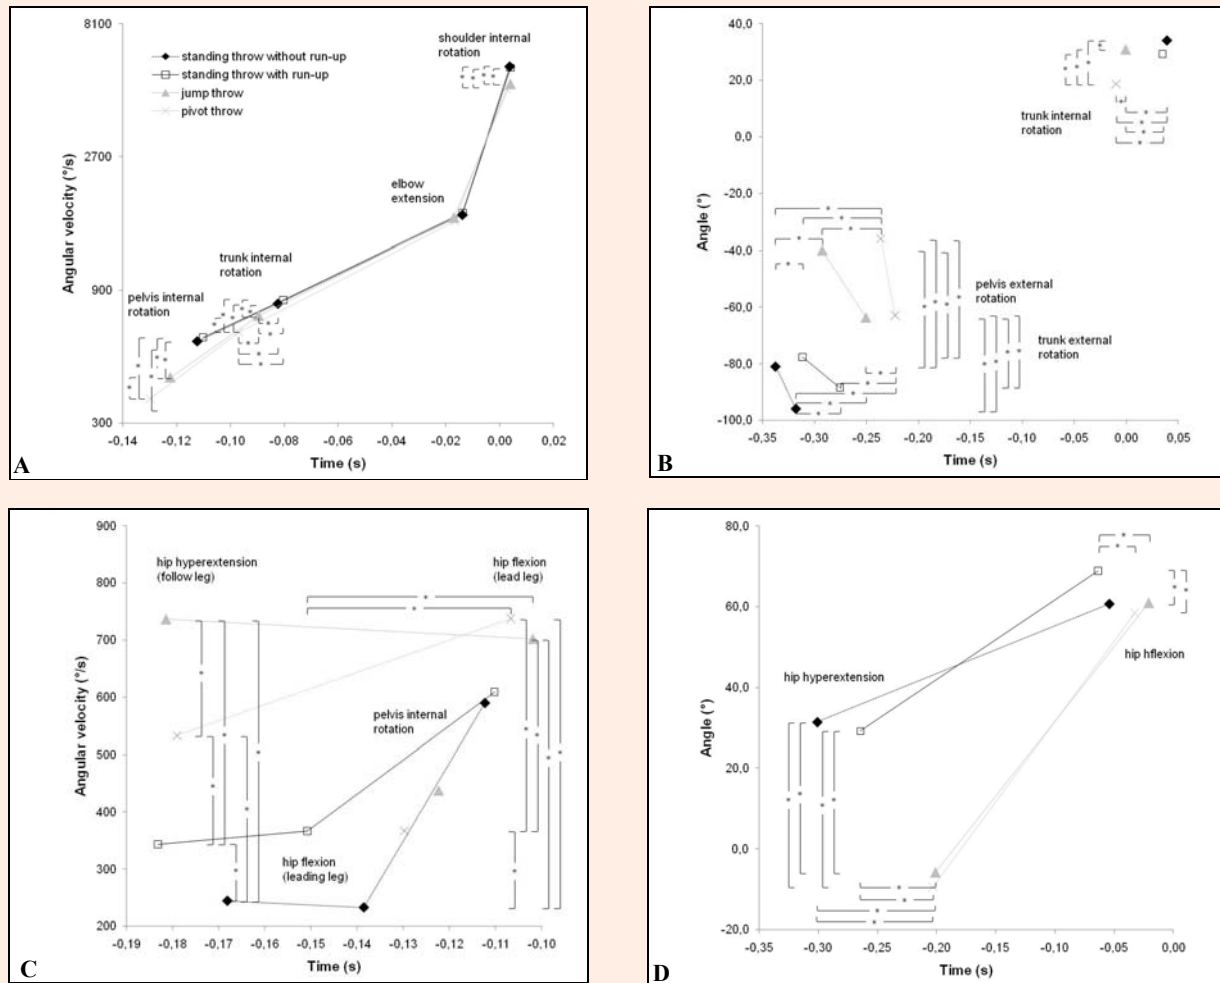 8100
2700
900
300
Angular velocity (°/s)
standing throw without run-up
standing throw with run-up
jump throw
pivot throw
shoulder internal
rotation
elbow
extension
trunk internal
rotation
pelvis internal
rotation
-0,14 -0,12 -0,10 -0,08 -0,06 -0,04 -0,02 0,00 0,02
Time (s)
A
40,0
20,0
0,0
-20,0
-40,0
-60,0
-80,0
-100,0
Angle (°)
trunk internal
rotation
pelvis external
rotation
trunk external
rotation
-0,35 -0,30 -0,25 -0,20 -0,15 -0,10 -0,05 0,00 0,05
Time (s)
B
900
800
700
600
500
400
300
200
Angular velocity (°/s)
hip hyperextension
(follow leg)
hip flexion
(lead leg)
pelvis internal
rotation
hip flexion
(leading leg)
-0,19 -0,18 -0,17 -0,16 -0,15 -0,14 -0,13 -0,12 -0,11 -0,10
Time (s)
C
80,0
60,0
40,0
20,0
0,0
-20,0
Angle (°)
hip hyperextension
hip hflexion
-0,35 -0,30 -0,25 -0,20 -0,15 -0,10 -0,05 0,00
Time (s)
D